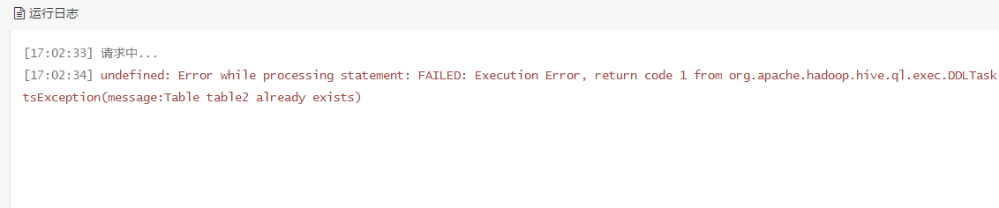 运行日志
[17:02:33] 请求中...
[17:02:34] undefined: Error while processing statement: FAILED: Execution Error, return code 1 from org.apache.hadoop.hive.ql.exec.DDLTask
tsException(message:Table table2 already exists)